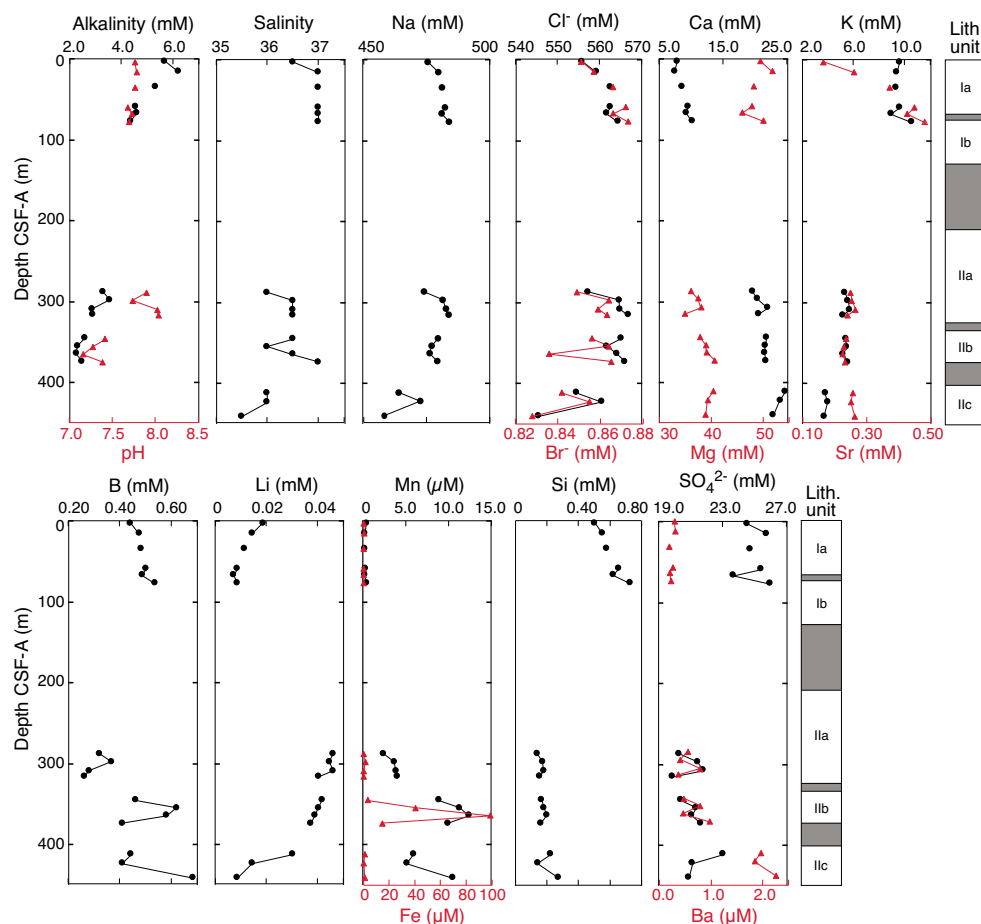 Alkalinity (mM) Salinity Na (mM) Cl⁻ (mM) Ca (mM) K (mM) Lith unit
2.0 4.0 6.0 35 36 37 450 500 540 550 560 570 5.0 15.0 25.0 2.0 6.0 10.0
0
100
200
300
400
Depth CSF-A (m)
Ia
Ib
IIa
IIb
IIc
7.0 7.5 8.0 8.5 0.82 0.84 0.86 0.88 30 40 50 0.10 0.50
pH Br⁻ (mM) Mg (mM) Sr (mM)
B (mM) Li (mM) Mn (µM) Si (mM) SO₄²⁻ (mM) Lith. unit
0.20 0.40 0.60 0 0.02 0.04 0 5.0 10.0 15.0 0 0.40 0.80 19.0 23.0 27.0
0
100
200
300
400
Depth CSF-A (m)
Ia
Ib
IIa
IIb
IIc
0 20 40 60 80 100 0.0 1.0 2.0
Fe (µM) Ba (µM)